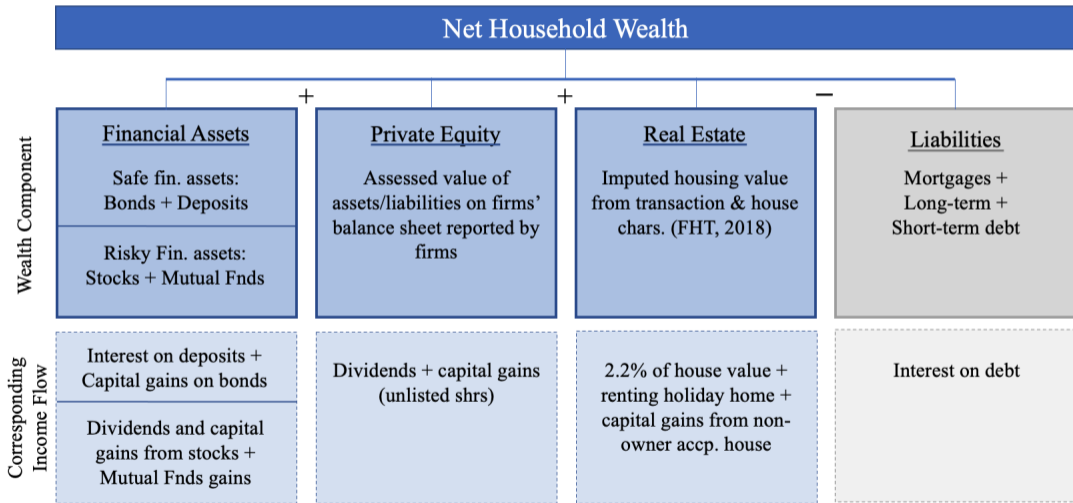 Net Household Wealth
+
+
−
Wealth Component
Financial Assets
Safe fin. assets:
Bonds + Deposits
Risky Fin. assets:
Stocks + Mutual Fnds
Private Equity
Assessed value of
assets/liabilities on firms’
balance sheet reported by
firms
Real Estate
Imputed housing value
from transaction & house
chars. (FHT, 2018)
Liabilities
Mortgages +
Long-term +
Short-term debt
Corresponding
Income Flow
Interest on deposits +
Capital gains on bonds
Dividends and capital
gains from stocks +
Mutual Fnds gains
Dividends + capital gains
(unlisted shrs)
2.2% of house value +
renting holiday home +
capital gains from non-
owner accp. house
Interest on debt